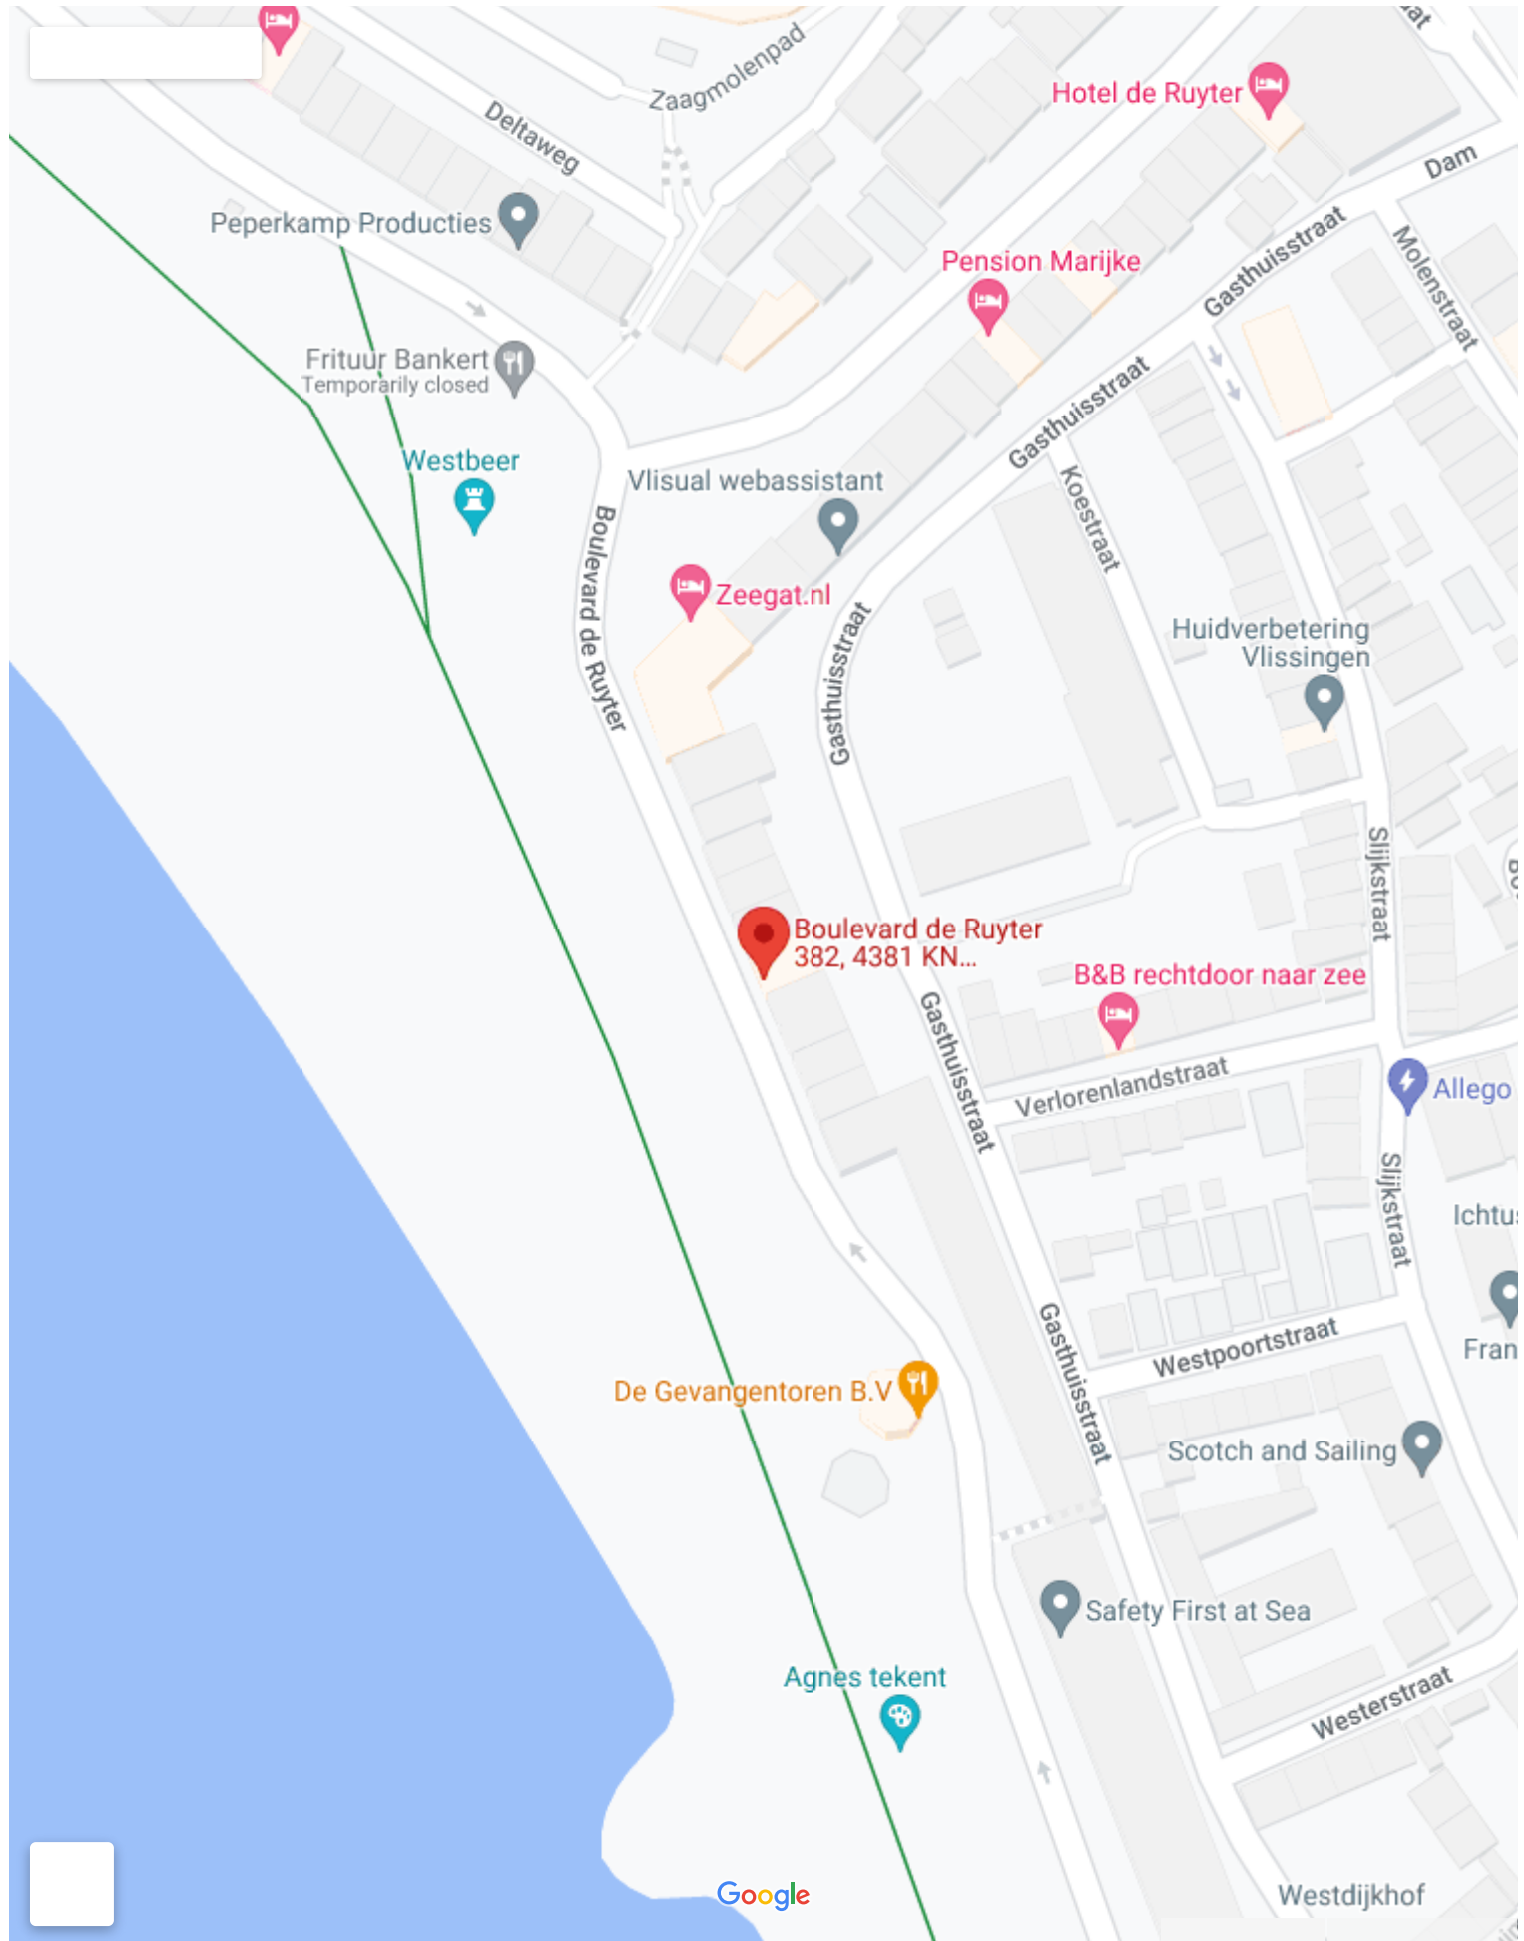 Zaagmolenpad
Deltaweg
Hotel de Ruyter
Dam
Peperkamp Producties
Molenstraat
Gasthuisstraat
Pension Marijke
Frituur Bankert
Temporarily closed
Gasthuisstraat
Westbeer
Vlisual webassistant
Koestraat
Boulevard de Ruyter
Zeegat.nl
Gasthuisstraat
Huidverbetering
Vlissingen
Slijkstraat
Boulevard de Ruyter
382, 4381 KN...
B&B rechtdoor naar zee
Gasthuisstraat
Verlorenlandstraat
Allego
Slijkstraat
Ichtus
Gasthuisstraat
Westpoortstraat
Fran
De Gevangentoren B.V
Scotch and Sailing
Safety First at Sea
Agnes tekent
Westerstraat
Google
Westdijkhof